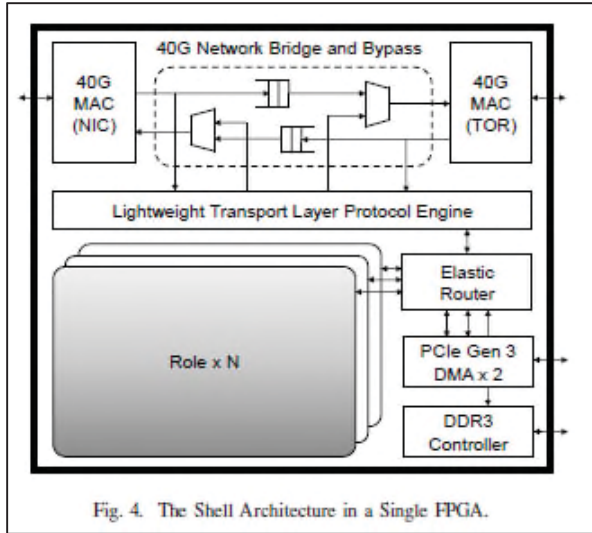 40G Network Bridge and Bypass
40G
MAC
(NIC)
40G
MAC
(TOR)
Lightweight Transport Layer Protocol Engine
Elastic
Router
Role x N
PCIe Gen 3
DMA x 2
DDR3
Controller
Fig. 4. The Shell Architecture in a Single FPGA.